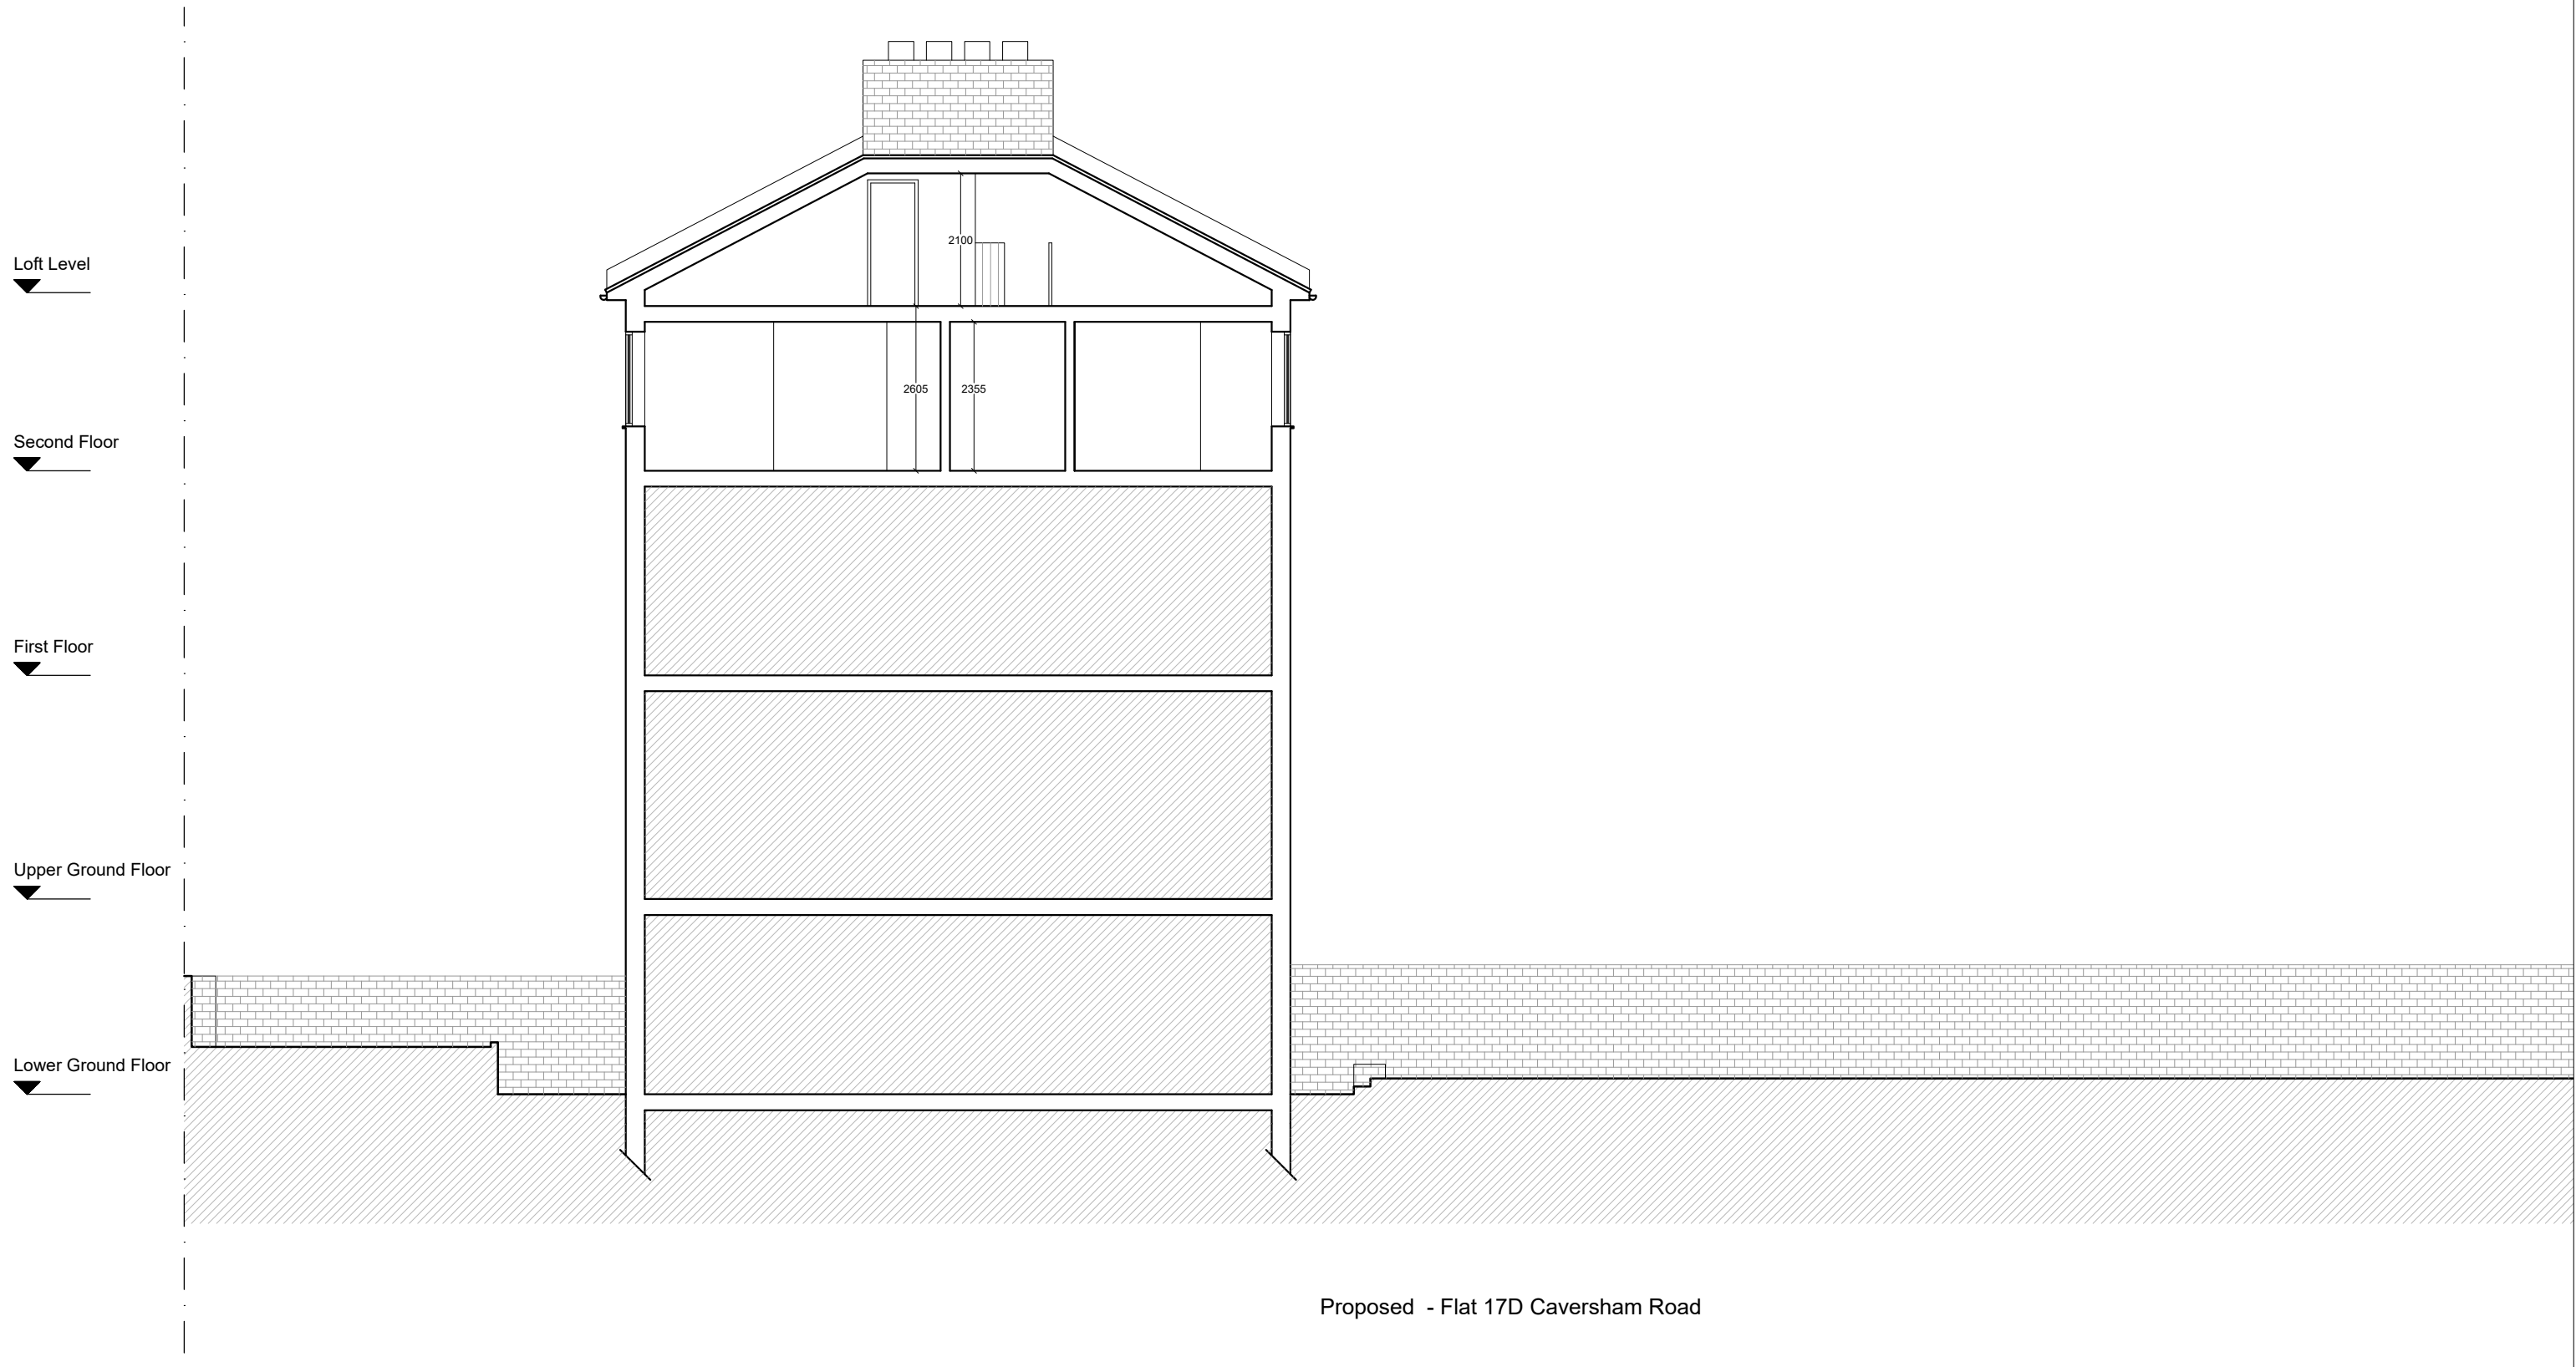 Loft Level
2100
2605
2355
Second Floor
First Floor
Upper Ground Floor
Lower Ground Floor
Proposed - Flat 17D Caversham Road